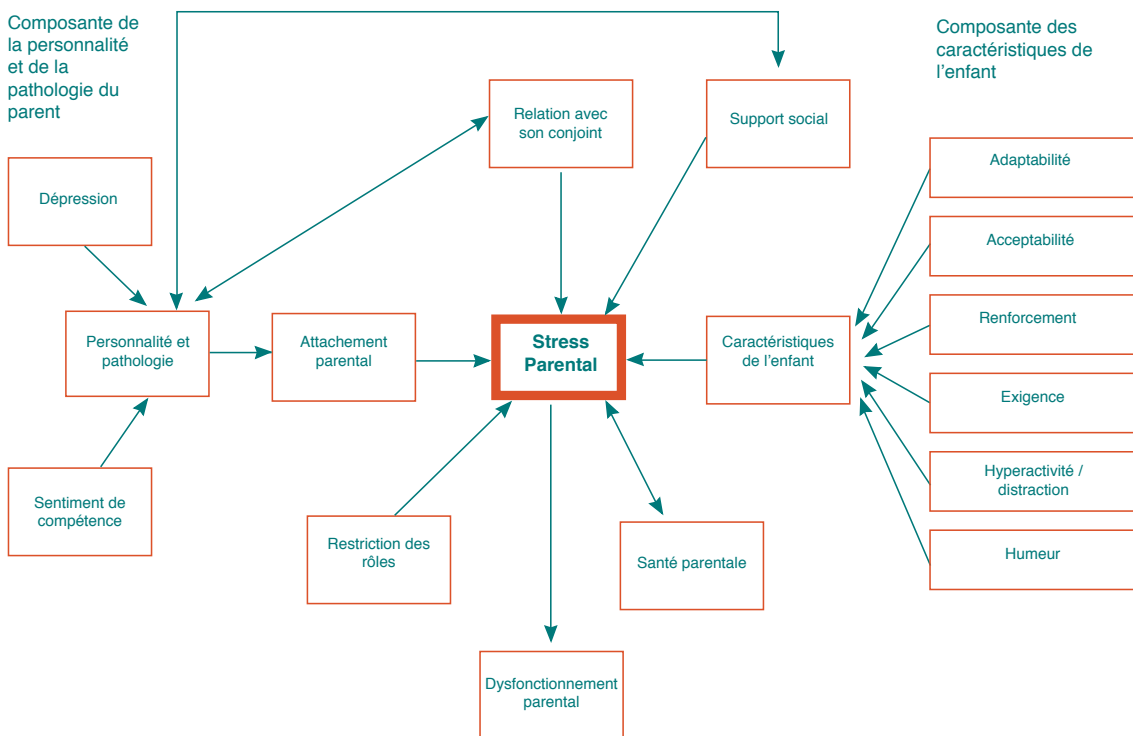 Composante de
la personnalité
et de la
pathologie du
parent
Composante des
caractéristiques de
l'enfant
Relation avec
son conjoint
Support social
Adaptabilité
Dépression
Acceptabilité
Renforcement
Personnalité et
pathologie
Attachement
parental
Stress
Parental
Caractéristiques
de l'enfant
Exigence
Hyperactivité /
distraction
Sentiment de
compétence
Restriction des
rôles
Santé parentale
Humeur
Dysfonctionnement
parental